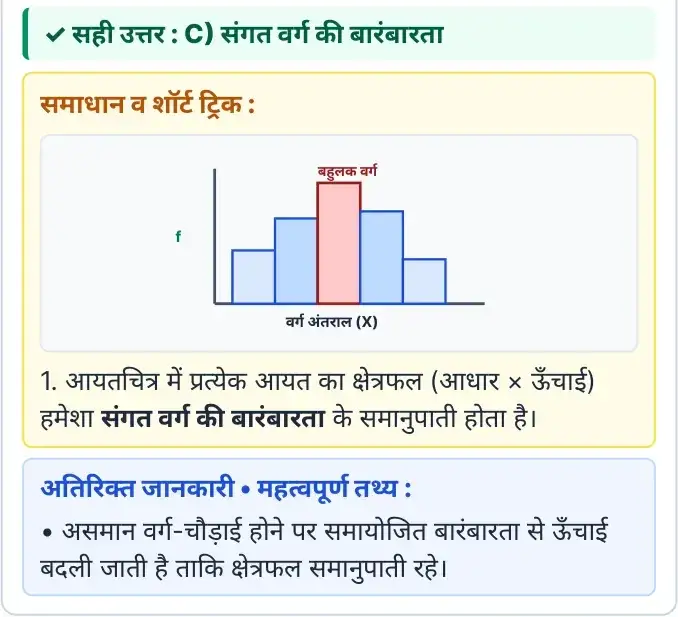 ✓ सही उत्तर : C) संगत वर्ग की बारंबारता
समाधान व शॉर्ट ट्रिक :
बहुलक वर्ग
f
वर्ग अंतराल (X)
1. आयतचित्र में प्रत्येक आयत का क्षेत्रफल (आधार × ऊँचाई)
हमेशा संगत वर्ग की बारंबारता के समानुपाती होता है।
अतिरिक्त जानकारी • महत्वपूर्ण तथ्य :
• असमान वर्ग-चौड़ाई होने पर समायोजित बारंबारता से ऊँचाई
बदली जाती है ताकि क्षेत्रफल समानुपाती रहे।